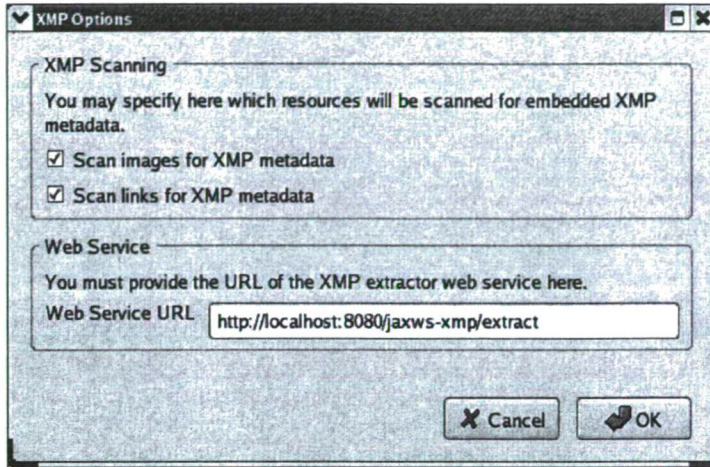 XMP Options
XMP Scanning
You may specify here which resources will be scanned for embedded XMP
metadata.
Scan images for XMP metadata
Scan links for XMP metadata
Web Service
You must provide the URL of the XMP extractor web service here.
Web Service URL http://localhost:8080/jaxws-xmp/extract
Cancel OK